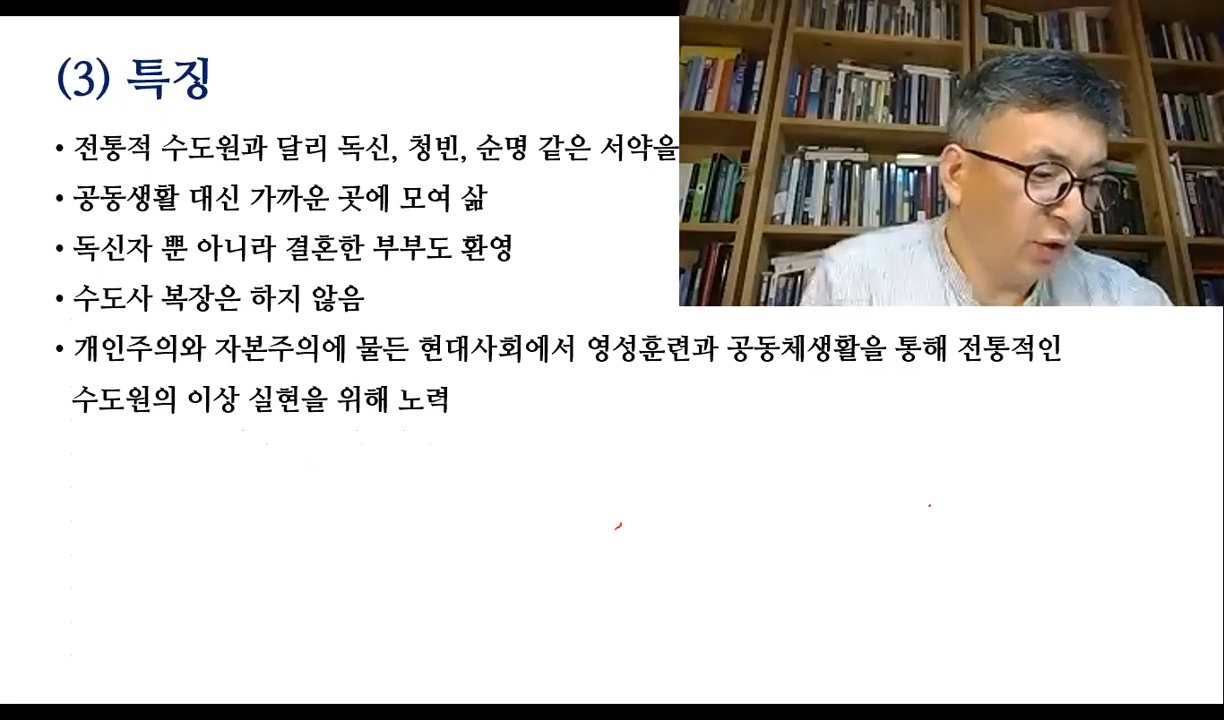 (3) 특징
• 전통적 수도원과 달리 독신, 청빈, 순명 같은 서약을
• 공동생활 대신 가까운 곳에 모여 삶
• 독신자 뿐 아니라 결혼한 부부도 환영
• 수도사 복장은 하지 않음
• 개인주의와 자본주의에 물든 현대사회에서 영성훈련과 공동체생활을 통해 전통적인
수도원의 이상 실현을 위해 노력